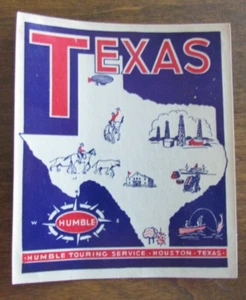 TEXAS
W
HUMBLE
E
·HUMBLE TOURING SERVICE · HOUSTON · TEXAS·